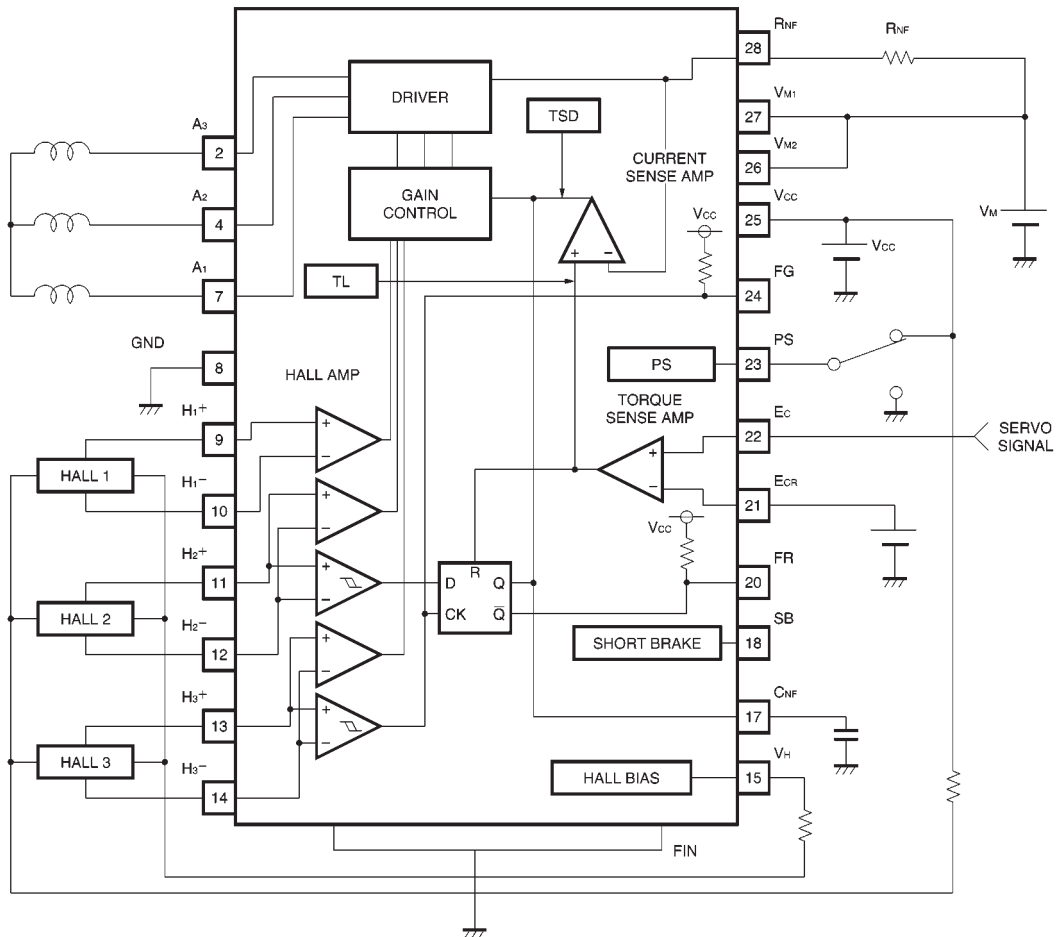 RNF
RNF
28
DRIVER
VM1
27
TSD
A3
2
VM2
26
CURRENT
SENSE AMP
GAIN
CONTROL
A2
4
VCC
25
VCC
VM
VCC
+
−
TL
A1
7
FG
24
GND
8
PS
23
PS
HALL AMP
TORQUE
SENSE AMP
H1+
9
EC
22
SERVO
SIGNAL
+
−
+
−
HALL 1
H1−
10
ECR
21
+
−
VCC
H2+
11
FR
20
+
−
R
D
Q
CK
Q̅
HALL 2
H2−
12
SB
18
SHORT BRAKE
+
−
H3+
13
CNF
17
+
−
HALL 3
H3−
14
VH
15
HALL BIAS
FIN